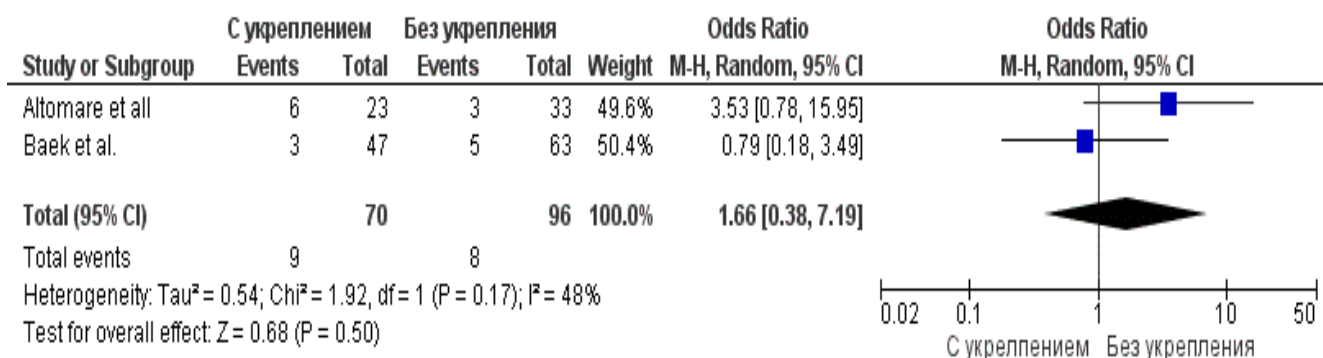 С укреплением Без укрепления Odds Ratio Odds Ratio
Study or Subgroup Events Total Events Total Weight M-H, Random, 95% CI M-H, Random, 95% CI
Altomare et all 6 23 3 33 49.6% 3.53 [0.78, 15.95]
Baek et al. 3 47 5 63 50.4% 0.79 [0.18, 3.49]
Total (95% CI) 70 96 100.0% 1.66 [0.38, 7.19]
Total events 9 8
Heterogeneity: Tau² = 0.54; Chi² = 1.92, df = 1 (P = 0.17); I² = 48%
Test for overall effect: Z = 0.68 (P = 0.50)
0.02 0.1 1 10 50
С укреплением Без укрепления